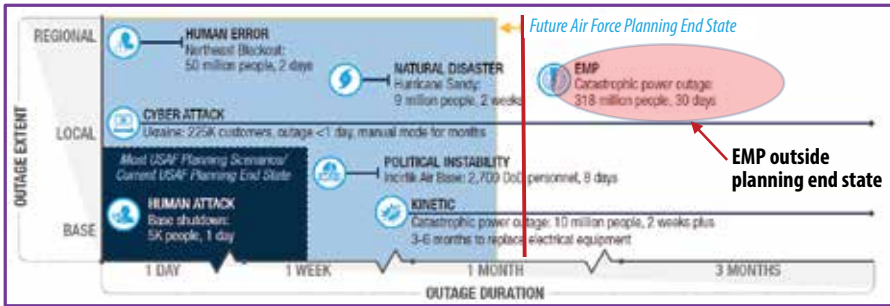 Future Air Force Planning End State
REGIONAL
HUMAN ERROR
Northeast Blackout:
50 million people, 2 days
NATURAL DISASTER
Hurricane Sandy:
9 million people, 2 weeks
EMP
Catastrophic power outage:
318 million people, 30 days
OUTAGE EXTENT
LOCAL
CYBER ATTACK
Ukraine: 225K customers, outage <1 day, manual mode for months
EMP outside
planning end state
Most USAF Planning Scenarios/
Current USAF Planning End State
POLITICAL INSTABILITY
Incirlik Air Base: 2,700 DoD personnel, 8 days
HUMAN ATTACK
Base shutdown:
5K people, 1 day
KINETIC
Catastrophic power outage: 10 million people, 2 weeks plus
3-6 months to replace electrical equipment
BASE
1 DAY
1 WEEK
1 MONTH
3 MONTHS
OUTAGE DURATION